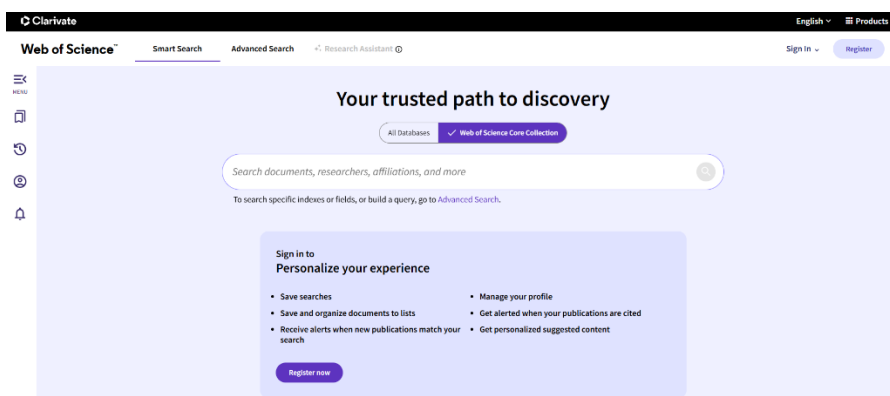 Clarivate
English
Products
Web of Science™
Smart Search
Advanced Search
Research Assistant
Sign In
Register
MENU
Your trusted path to discovery
All Databases
Web of Science Core Collection
Search documents, researchers, affiliations, and more
To search specific indexes or fields, or build a query, go to Advanced Search.
Sign in to
Personalize your experience
• Save searches
• Save and organize documents to lists
• Receive alerts when new publications match your
search
• Manage your profile
• Get alerted when your publications are cited
• Get personalized suggested content
Register now